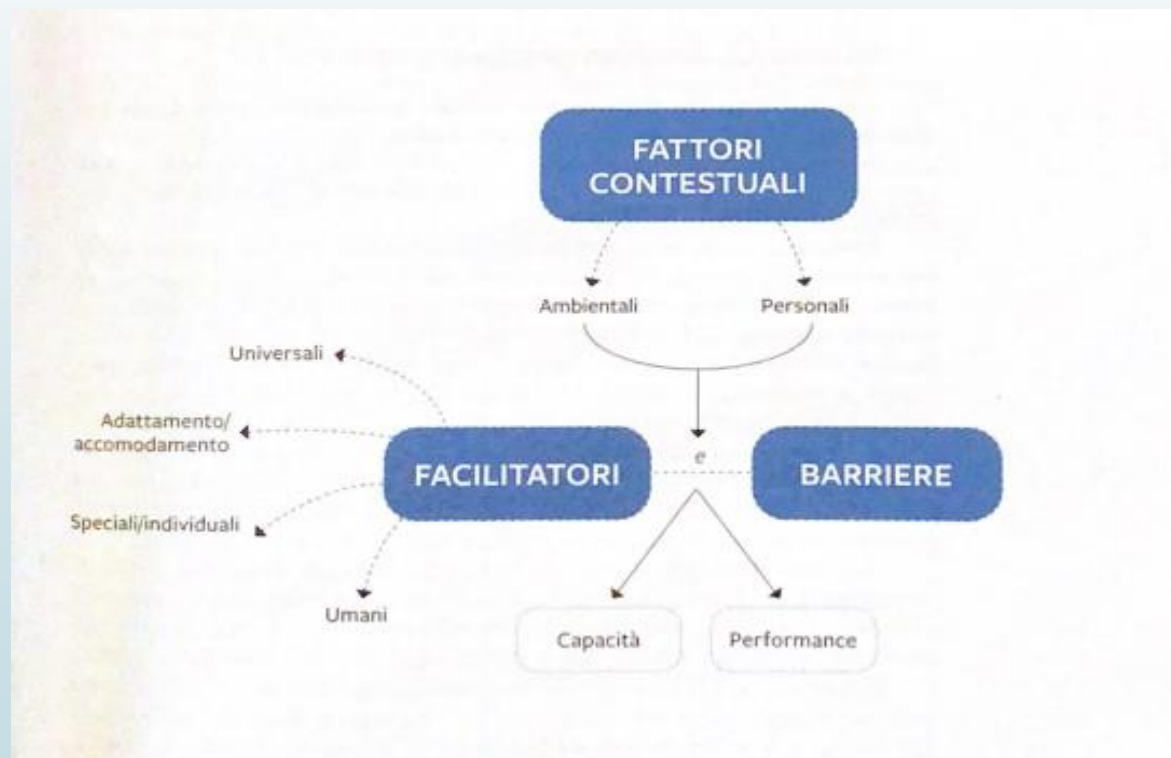 FATTORI
CONTESTUALI
Ambientali
Personali
Universali
Adattamento/
accomodamento
Speciali/individuali
Umani
FACILITATORI
e
BARRIERE
Capacità
Performance